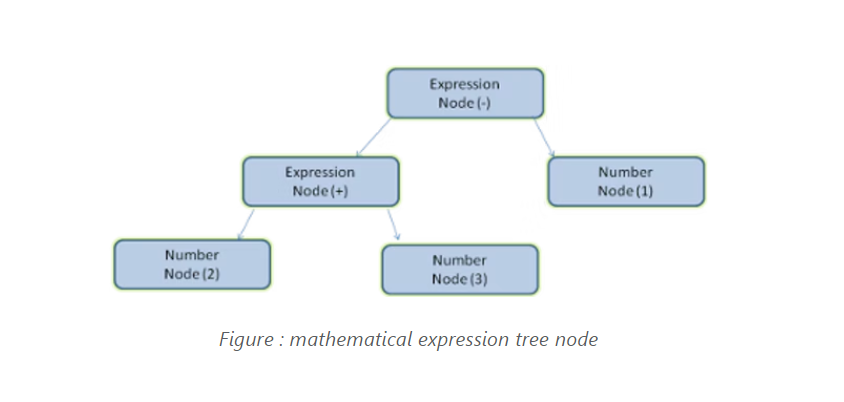 Expression
Node (-)
Expression
Node (+)
Number
Node (1)
Number
Node (2)
Number
Node (3)
Figure : mathematical expression tree node